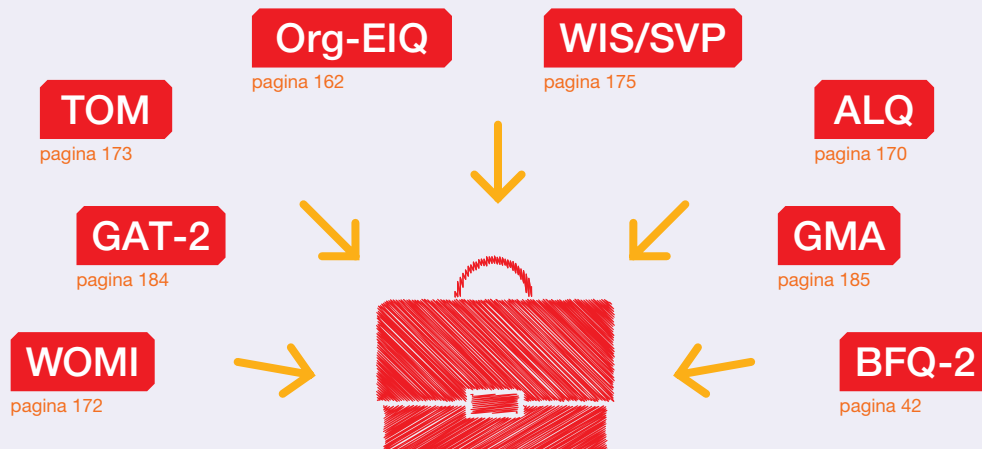 Org-EIQ
pagina 162
WIS/SVP
pagina 175
TOM
pagina 173
ALQ
pagina 170
GAT-2
pagina 184
GMA
pagina 185
WOMI
pagina 172
BFQ-2
pagina 42